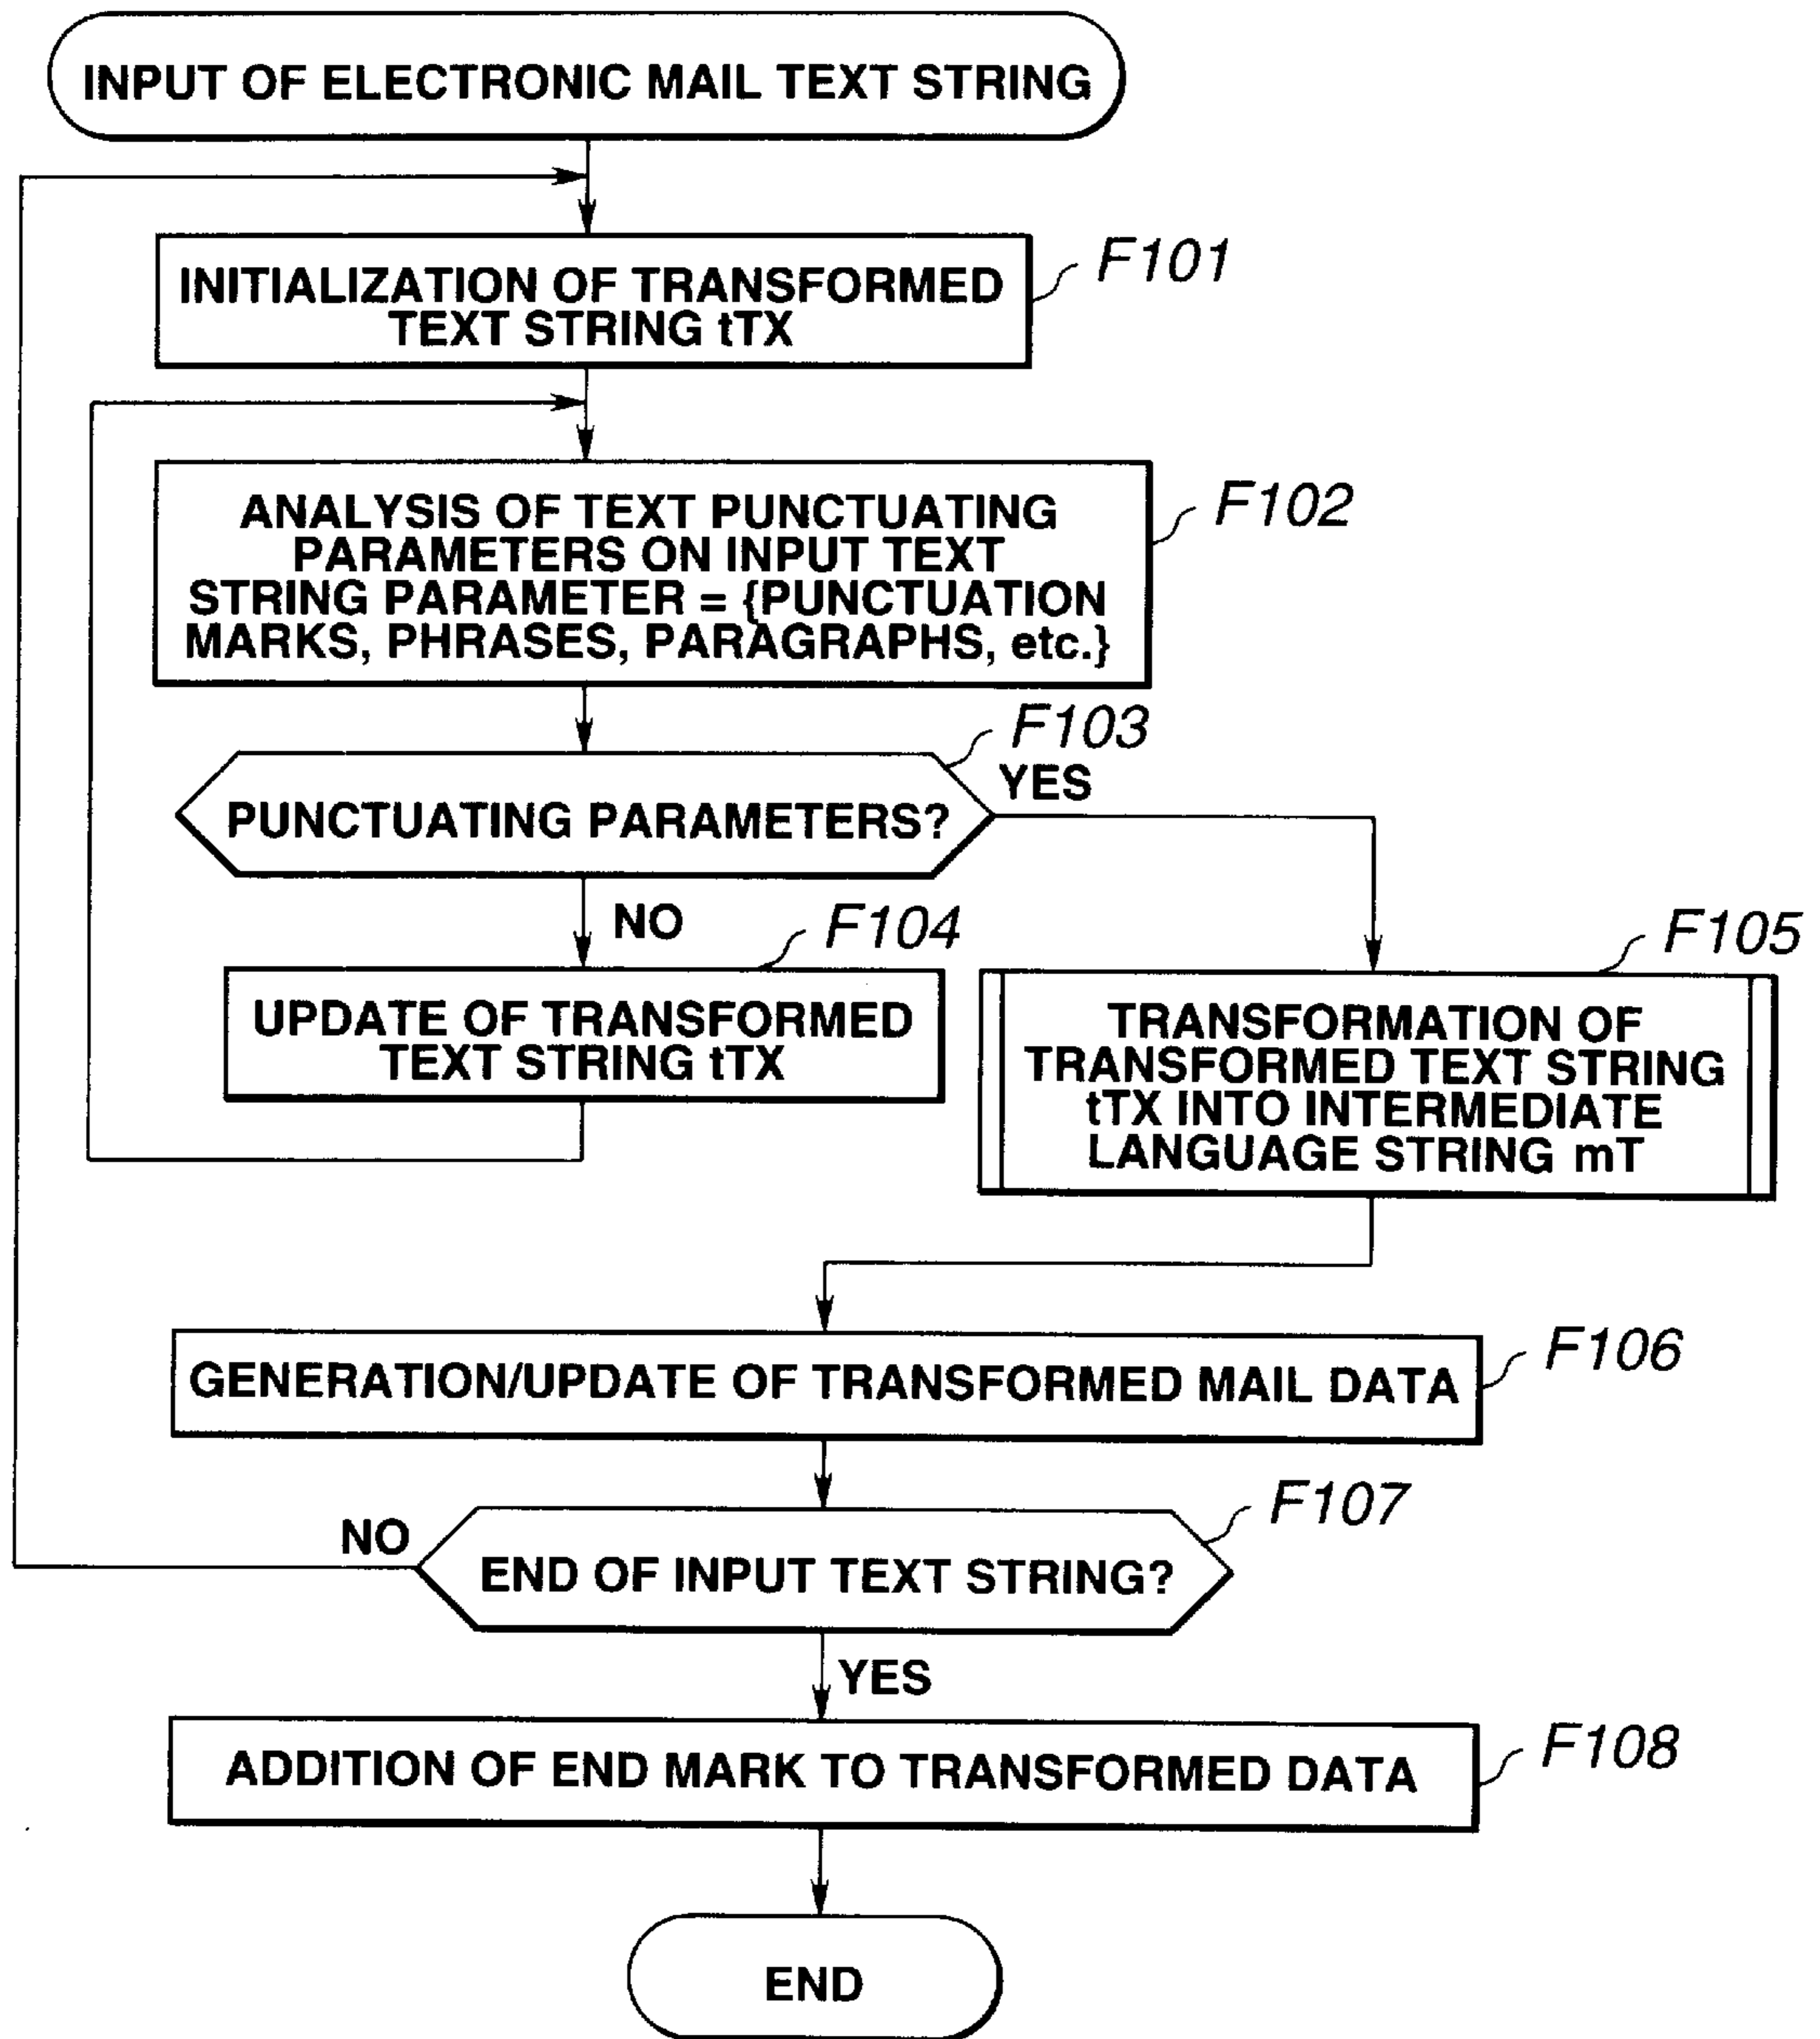 INPUT OF ELECTRONIC MAIL TEXT STRING
F101
INITIALIZATION OF TRANSFORMED
TEXT STRING tTX
F102
ANALYSIS OF TEXT PUNCTUATING
PARAMETERS ON INPUT TEXT
STRING PARAMETER = {PUNCTUATION
MARKS, PHRASES, PARAGRAPHS, etc.}
F103
YES
PUNCTUATING PARAMETERS?
NO
F104
F105
UPDATE OF TRANSFORMED
TEXT STRING tTX
TRANSFORMATION OF
TRANSFORMED TEXT STRING
tTX INTO INTERMEDIATE
LANGUAGE STRING mT
F106
GENERATION/UPDATE OF TRANSFORMED MAIL DATA
F107
NO
END OF INPUT TEXT STRING?
YES
F108
ADDITION OF END MARK TO TRANSFORMED DATA
END